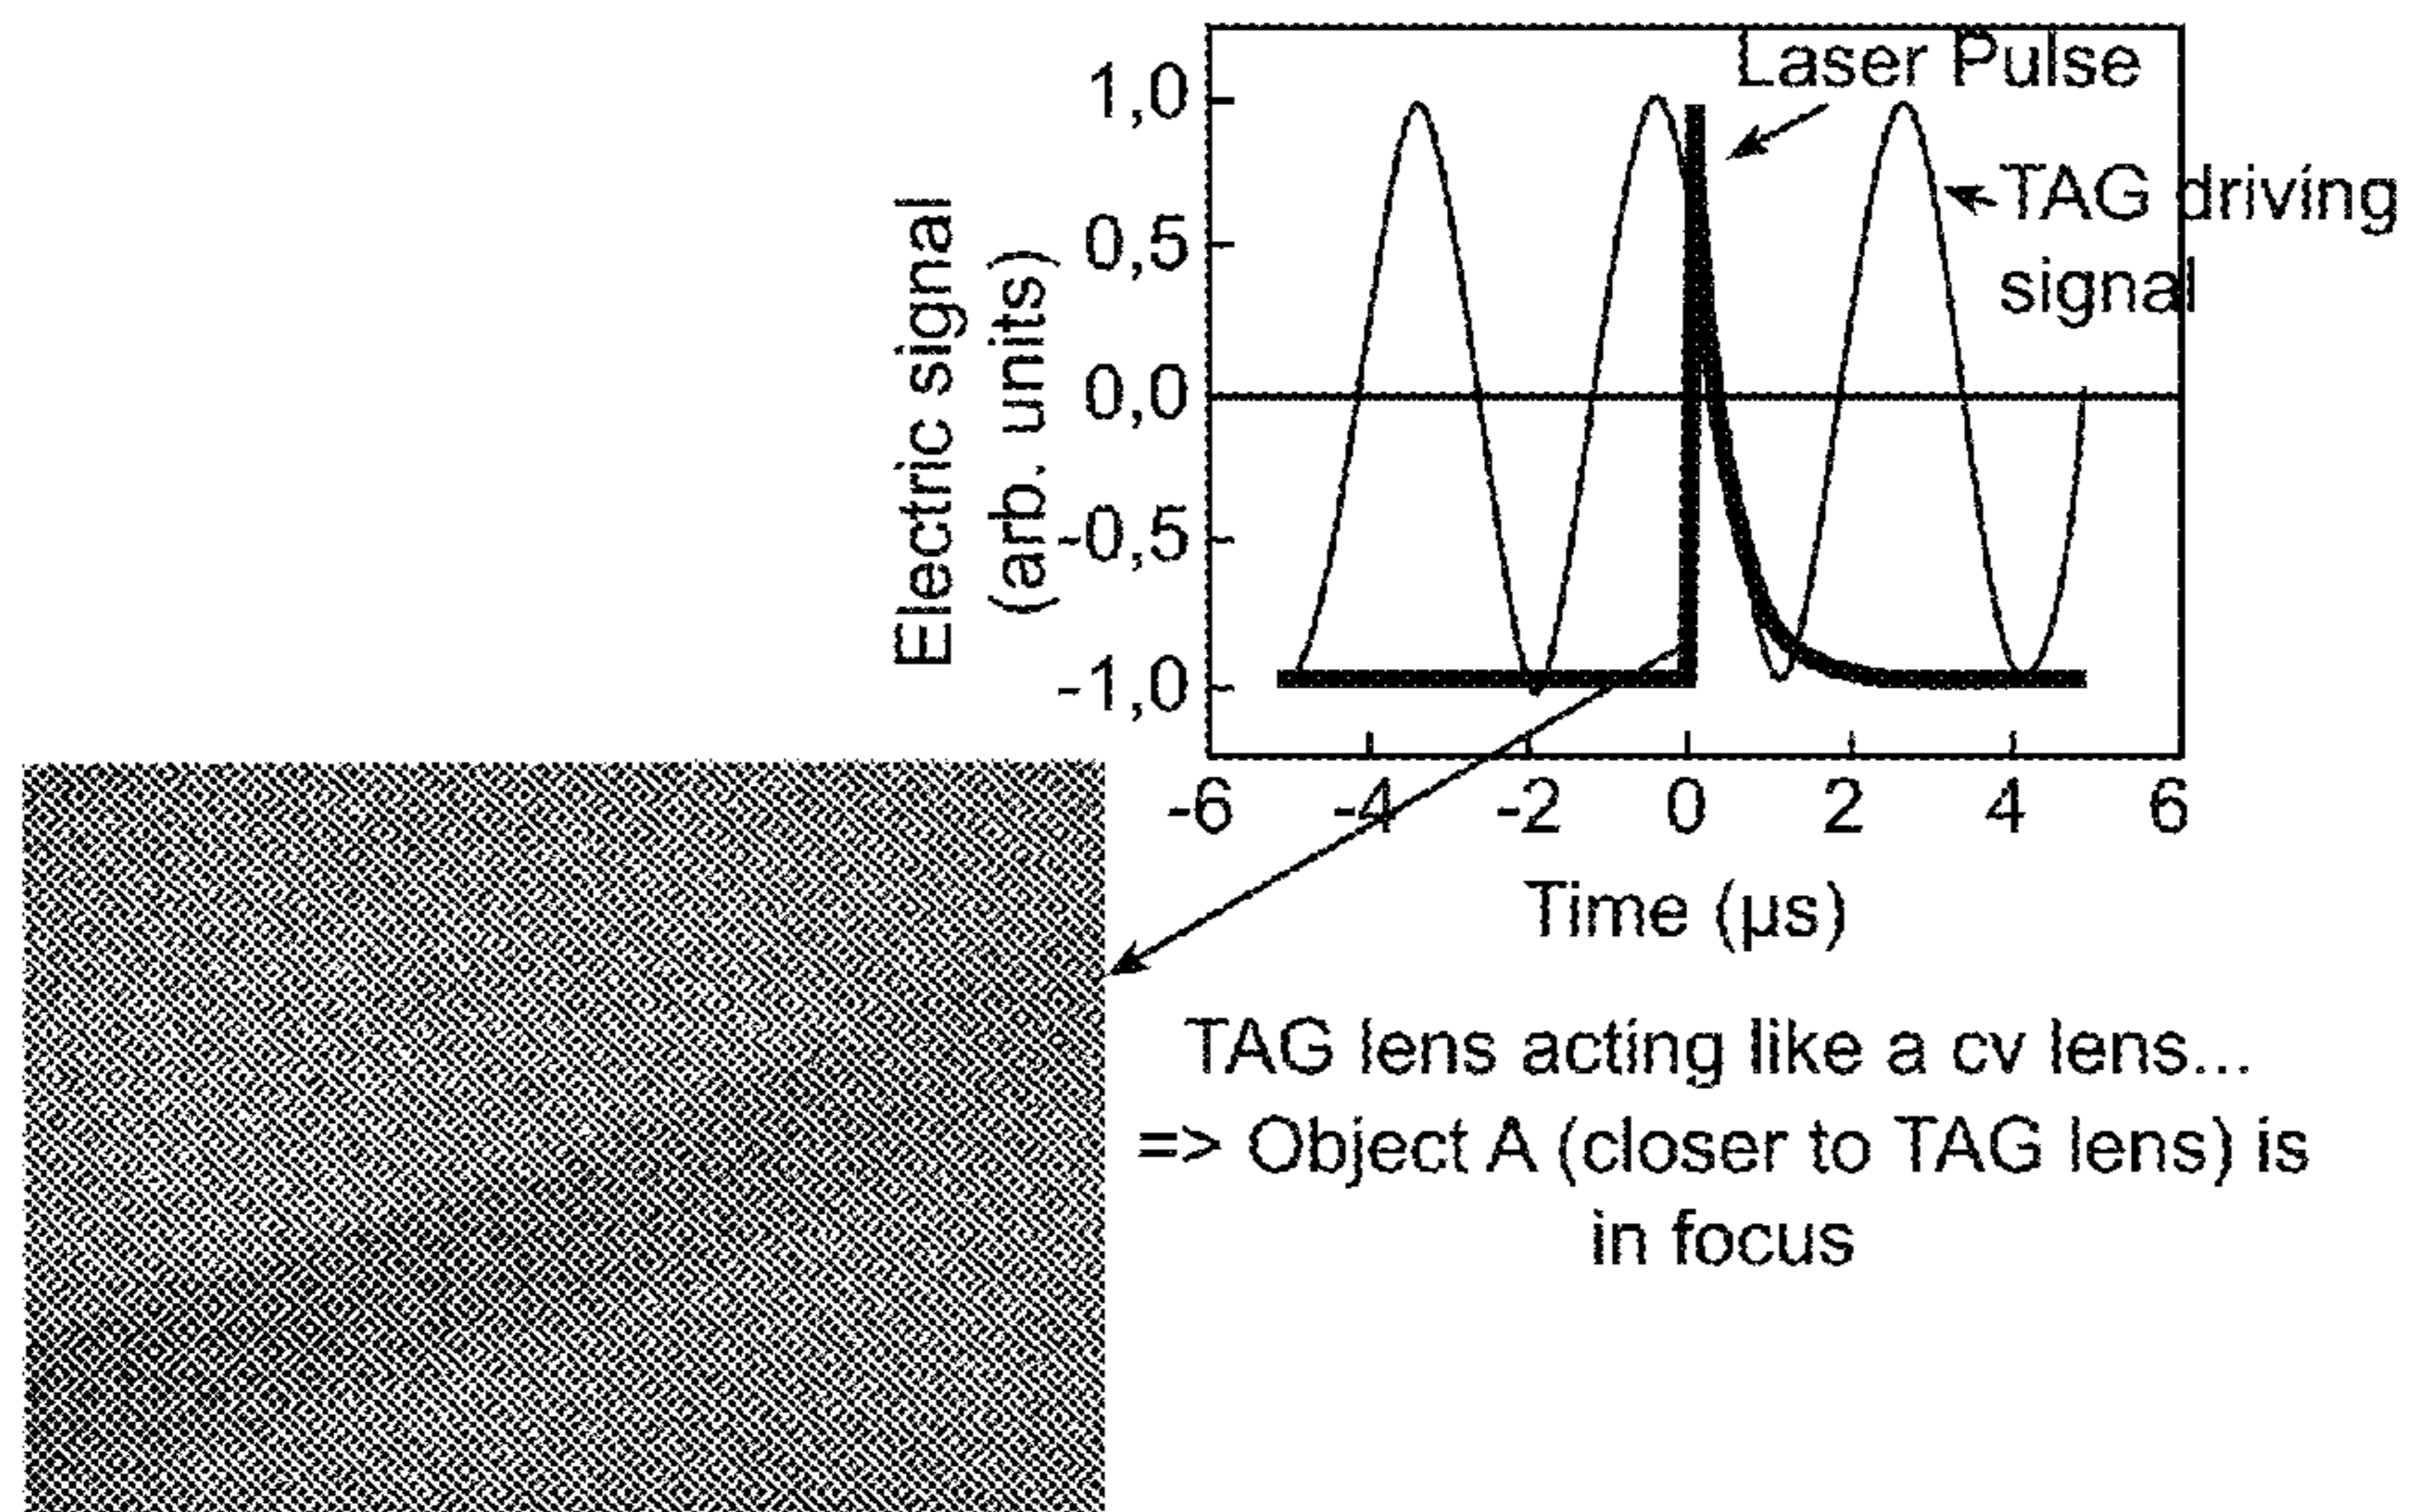 Laser Pulse
TAG driving
signal
Electric signal
(arb. units)
1,0
0,5
0,0
-0,5
-1,0
-6 -4 -2 0 2 4 6
Time (µs)
TAG lens acting like a cv lens...
=> Object A (closer to TAG lens) is
in focus